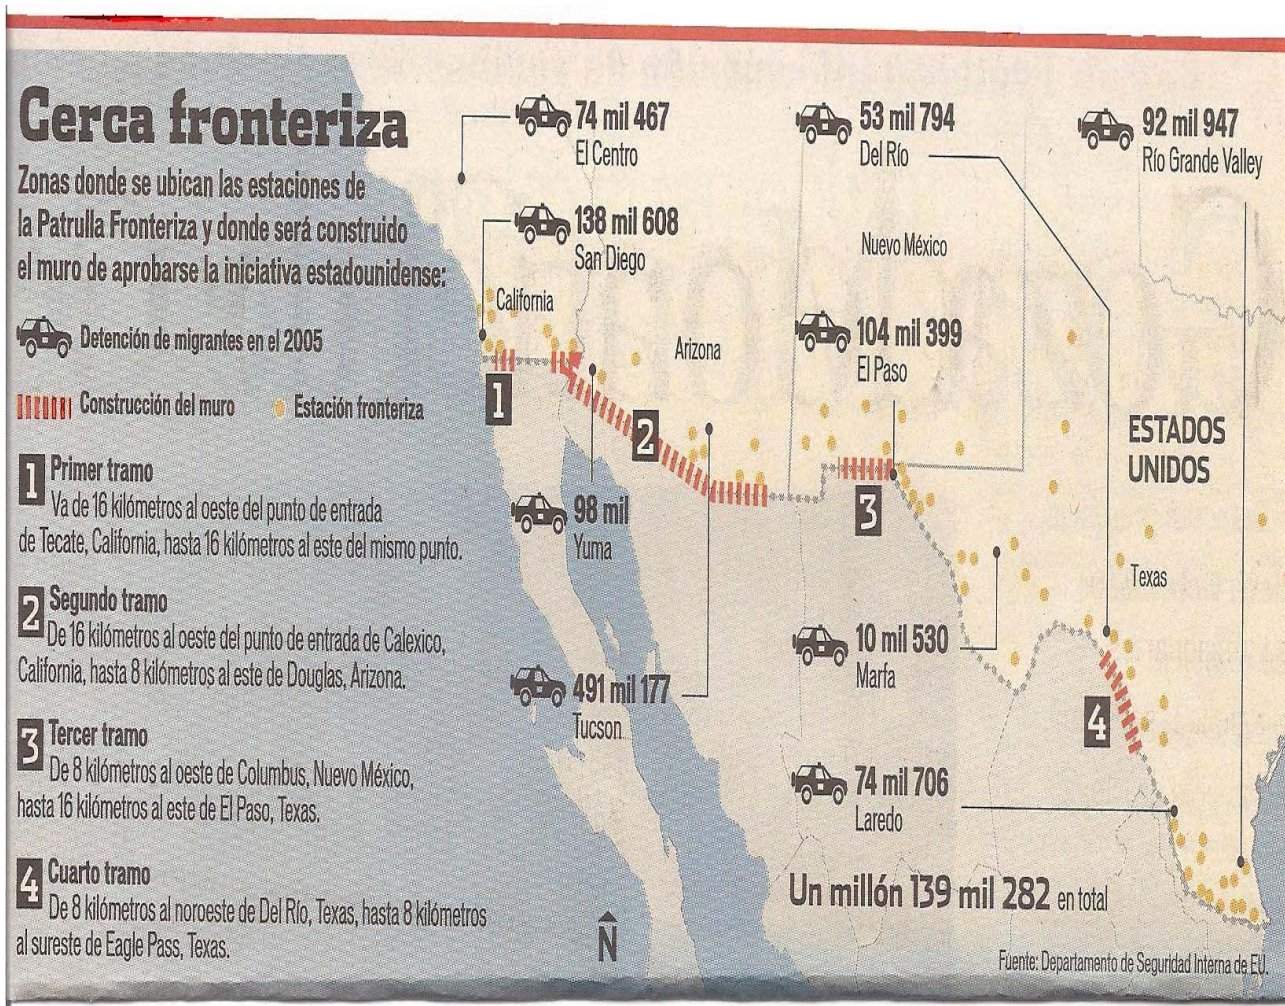 Cerca fronteriza
Zonas donde se ubican las estaciones de
la Patrulla Fronteriza y donde será construido
el muro de aprobarse la iniciativa estadounidense:
Detención de migrantes en el 2005
Construcción del muro
Estación fronteriza
1 Primer tramo
Va de 16 kilómetros al oeste del punto de entrada
de Tecate, California, hasta 16 kilómetros al este del mismo punto.
2 Segundo tramo
De 16 kilómetros al oeste del punto de entrada de Calexico,
California, hasta 8 kilómetros al este de Douglas, Arizona.
3 Tercer tramo
De 8 kilómetros al oeste de Columbus, Nuevo México,
hasta 16 kilómetros al este de El Paso, Texas.
4 Cuarto tramo
De 8 kilómetros al noroeste de Del Río, Texas, hasta 8 kilómetros
al sureste de Eagle Pass, Texas.
74 mil 467
El Centro
138 mil 608
San Diego
California
Arizona
1
2
98 mil
Yuma
491 mil 177
Tucson
53 mil 794
Del Río
Nuevo México
104 mil 399
El Paso
3
10 mil 530
Marfa
74 mil 706
Laredo
92 mil 947
Río Grande Valley
ESTADOS
UNIDOS
Texas
4
Un millón 139 mil 282 en total
N
Fuente: Departamento de Seguridad Interna de EU.